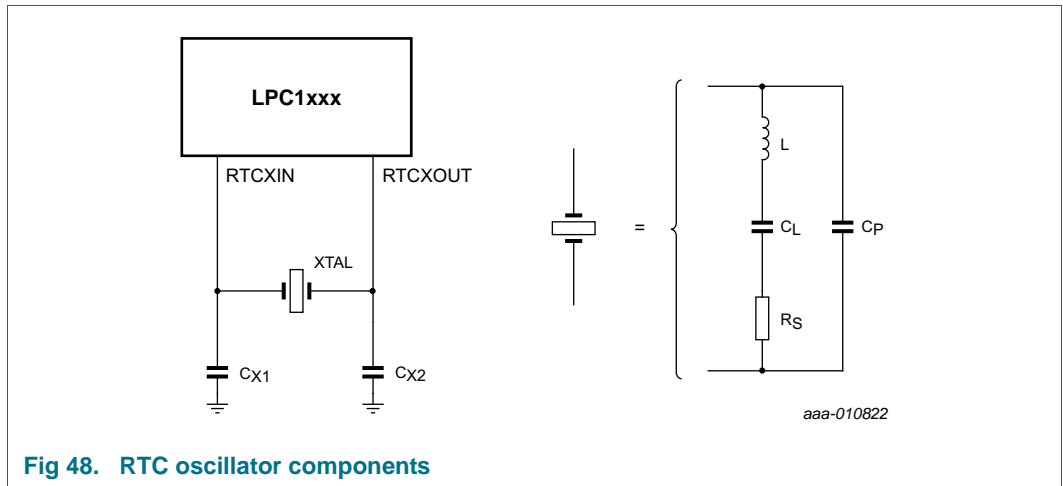 LPC1xxx
RTCXIN
RTCXOUT
XTAL
CX1
CX2
=
L
CL
CP
RS
aaa-010822
Fig 48. RTC oscillator components